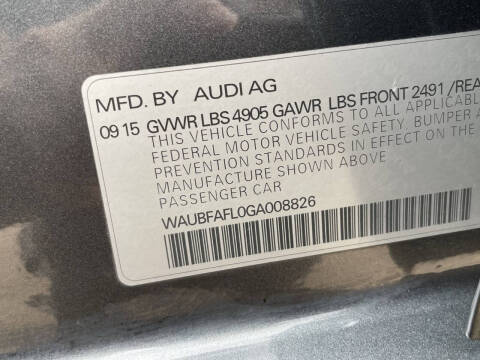 MFD. BY AUDI AG
09 15 GVWR LBS 4905 GAWR LBS FRONT 2491 /REA
THIS VEHICLE CONFORMS TO ALL APPLICABLE
FEDERAL MOTOR VEHICLE SAFETY, BUMPER A
PREVENTION STANDARDS IN EFFECT ON THE
MANUFACTURE SHOWN ABOVE
PASSENGER CAR
WAUBFAFL0GA008826